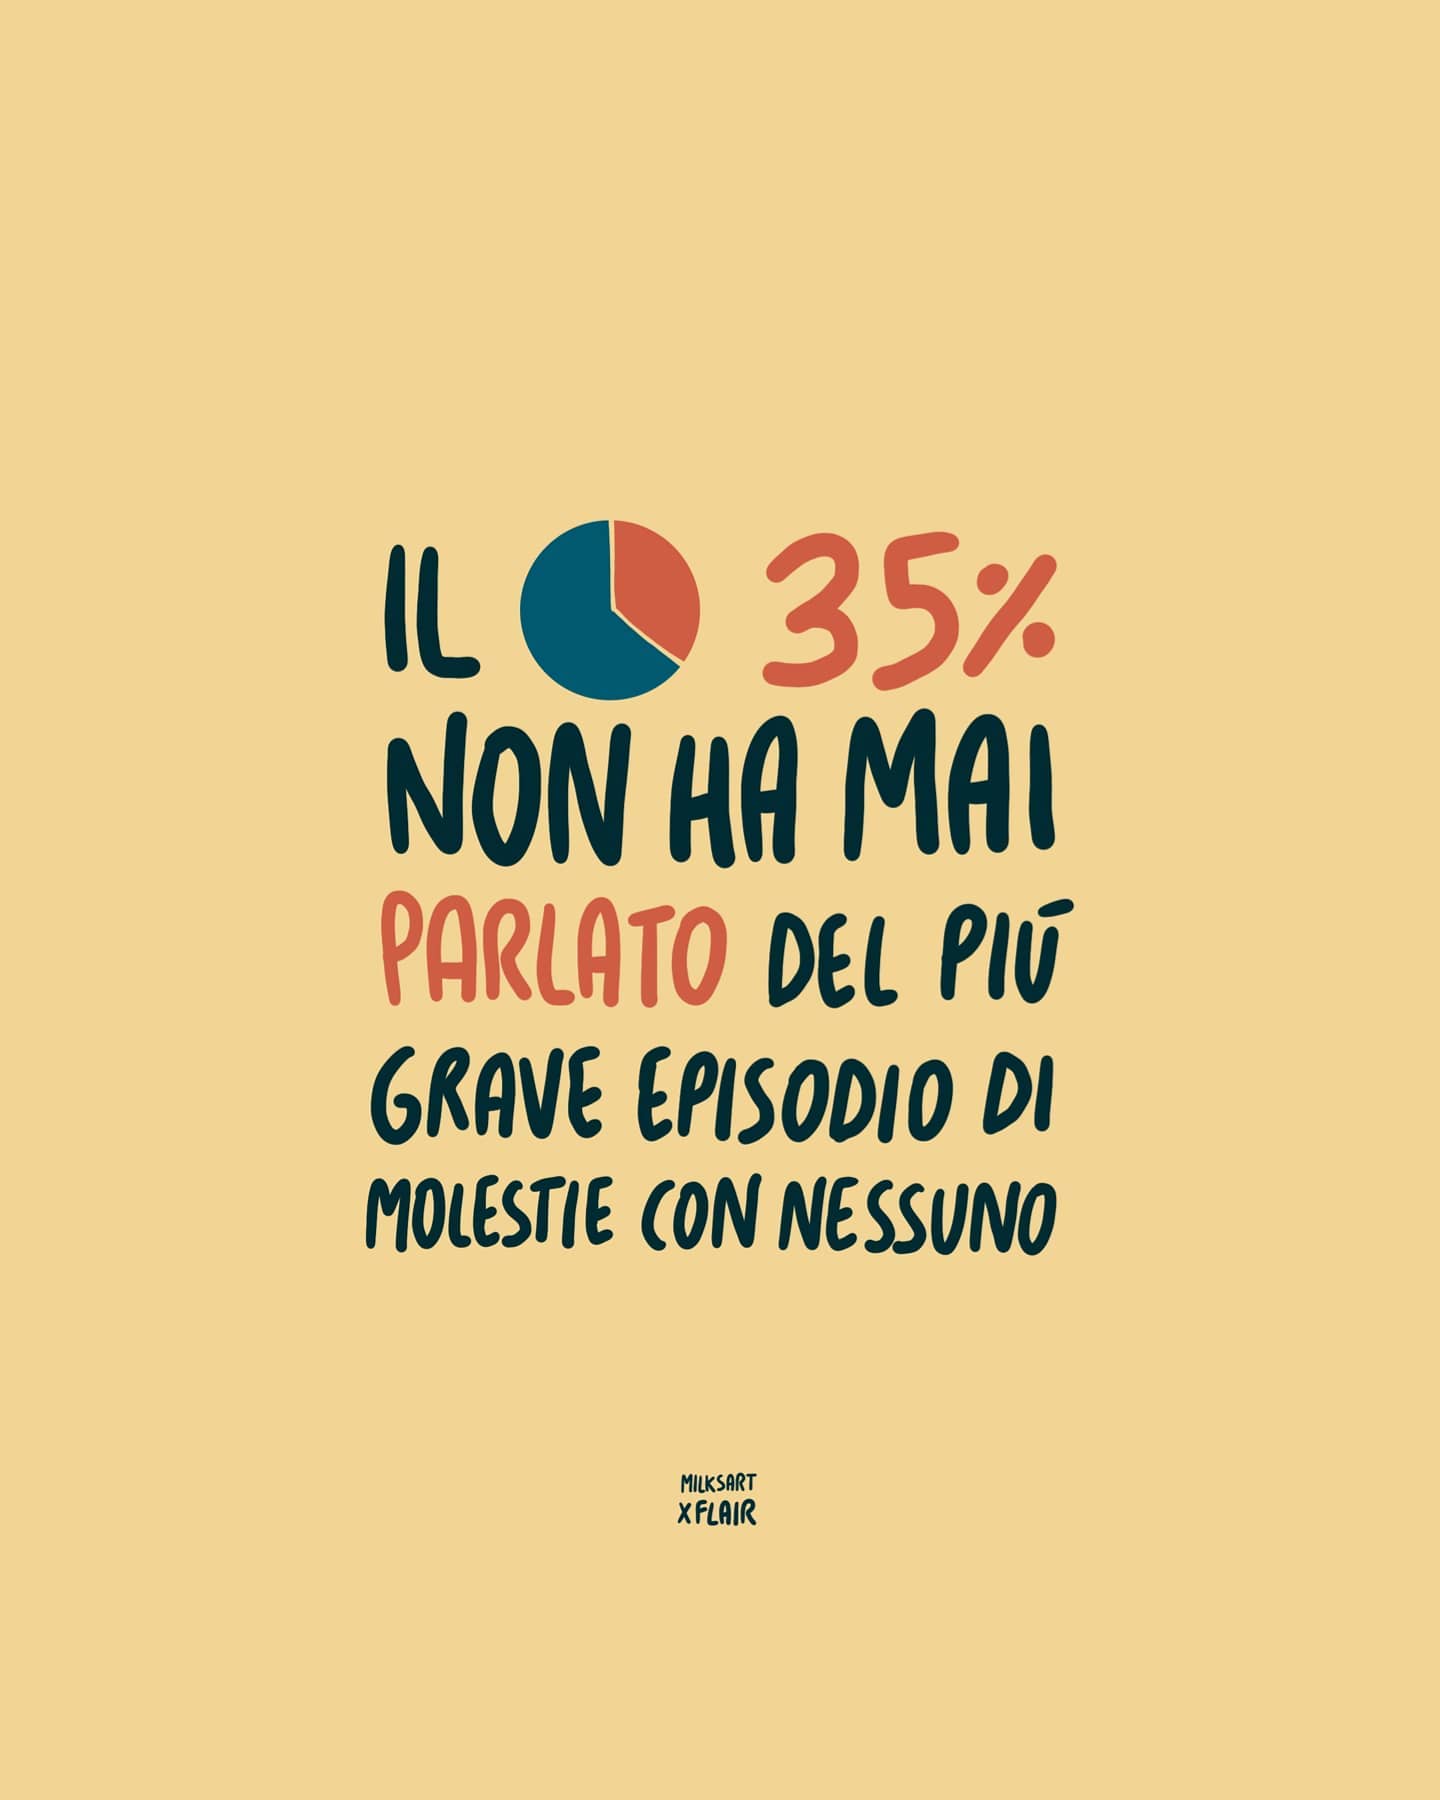 IL 35%
NON HA MAI
PARLATO DEL PIÚ
GRAVE EPISODIO DI
MOLESTIE CON NESSUNO
MILKSART
X FLAIR